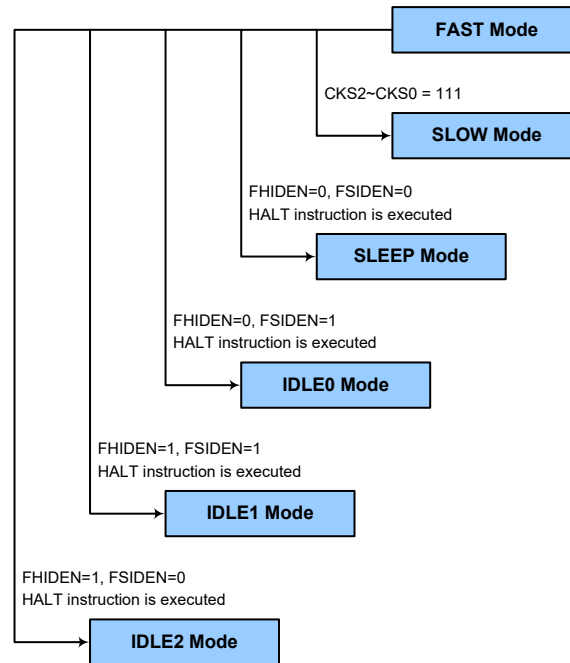 FAST Mode
CKS2~CKS0 = 111
SLOW Mode
FHIDEN=0, FSIDEN=0
HALT instruction is executed
SLEEP Mode
FHIDEN=0, FSIDEN=1
HALT instruction is executed
IDLE0 Mode
FHIDEN=1, FSIDEN=1
HALT instruction is executed
IDLE1 Mode
FHIDEN=1, FSIDEN=0
HALT instruction is executed
IDLE2 Mode